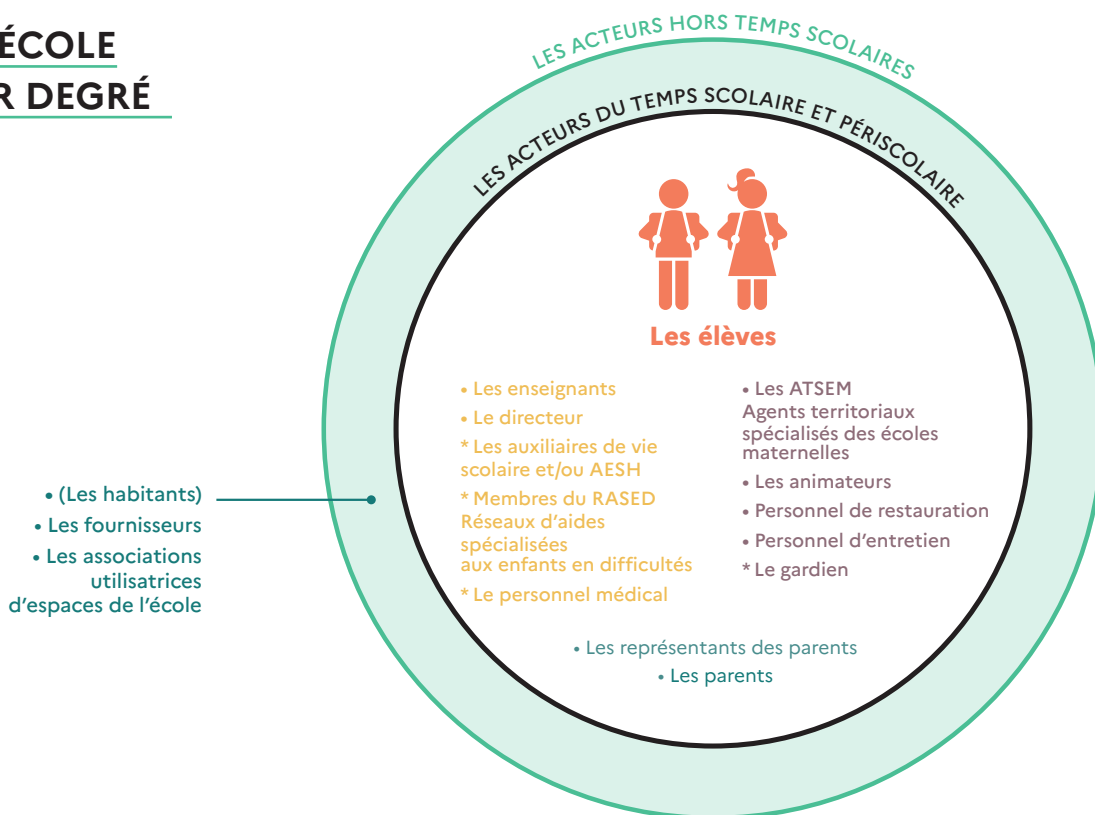 ÉCOLE
R DEGRÉ
LES ACTEURS HORS TEMPS SCOLAIRES
LES ACTEURS DU TEMPS SCOLAIRE ET PÉRISCOLAIRE
Les élèves
• Les enseignants
• Le directeur
* Les auxiliaires de vie
scolaire et/ou AESH
* Membres du RASED
Réseaux d'aides
spécialisées
aux enfants en difficultés
* Le personnel médical
• Les ATSEM
Agents territoriaux
spécialisés des écoles
maternelles
• Les animateurs
• Personnel de restauration
• Personnel d'entretien
* Le gardien
• Les représentants des parents
• Les parents
• (Les habitants)
• Les fournisseurs
• Les associations
utilisatrices
d'espaces de l'école